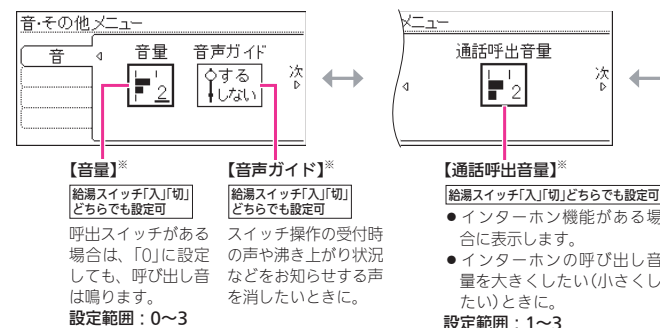 音・その他メニュー
音
音量
2
音声ガイド
する
しない
次
メニュー
通話呼出音量
2
次
【音量】※
給湯スイッチ「入」「切」
どちらでも設定可
呼出スイッチがある
場合は、「0」に設定
しても、呼び出し音
は鳴ります。
設定範囲:0〜3
【音声ガイド】※
給湯スイッチ「入」「切」
どちらでも設定可
スイッチ操作の受付時
の声や沸き上がり状況
などをお知らせする声
を消したいときに。
【通話呼出音量】※
給湯スイッチ「入」「切」どちらでも設定可
●インターホン機能がある場
合に表示します。
●インターホンの呼び出し音
量を大きくしたい(小さくし
たい)ときに。
設定範囲:1〜3